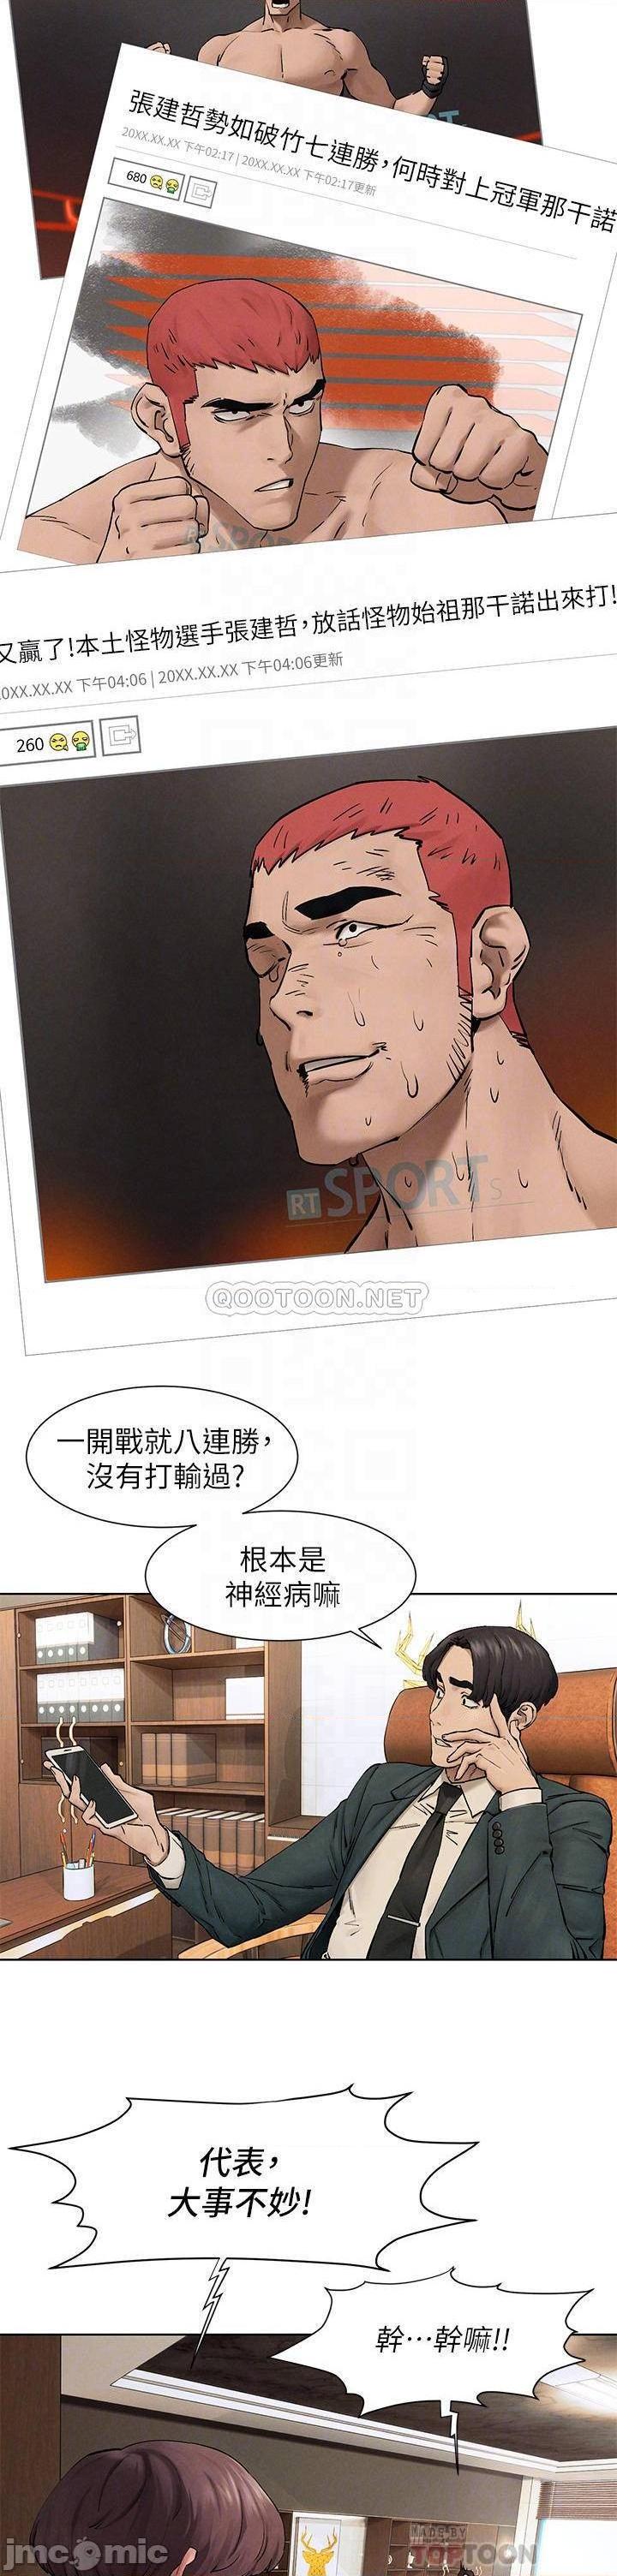 張建哲勢如破竹七連勝,何時對上冠軍那干諾
20XX.XX.XX 下午02:17 | 20XX.XX.XX 下午02:17更新
680
RT SPORTS
又贏了!本土怪物選手張建哲,放話怪物始祖那干諾出來打!
20XX.XX.XX 下午04:06 | 20XX.XX.XX 下午04:06更新
260
RT SPORTS
QOOTOON.NET
一開戰就八連勝,
沒有打輸過?
根本是
神經病嘛
代表,
大事不妙!
幹…幹嘛!!
jmcomic
MADE BY
TOPTOON